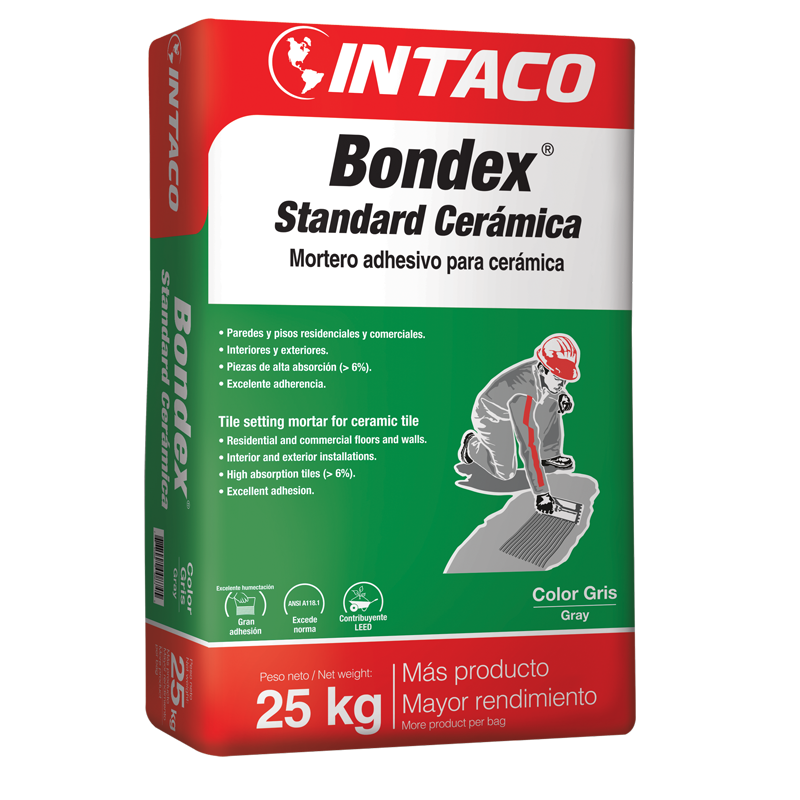 INTACO
Bondex®
Standard Cerámica
Mortero adhesivo para cerámica
• Paredes y pisos residenciales y comerciales.
• Interiores y exteriores.
• Piezas de alta absorción (> 6%).
• Excelente adherencia.
Tile setting mortar for ceramic tile
• Residential and commercial floors and walls.
• Interior and exterior installations.
• High absorption tiles (> 6%).
• Excellent adhesion.
Excelente humectación
Gran
adhesión
ANSI A118.1
Excede
norma
Contribuyente
LEED
Color Gris
Gray
Peso neto / Net weight:
25 kg
Más producto
Mayor rendimiento
More product per bag
INTACO
Bondex®
Standard Cerámica
Color
Gris
Gray
25 kg